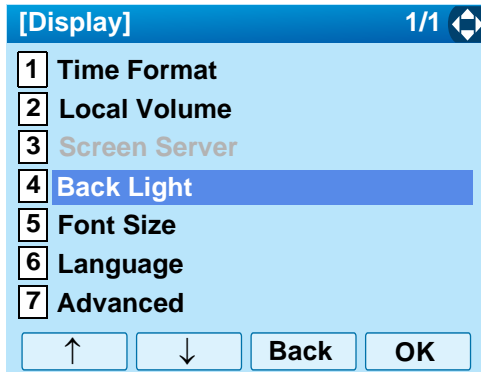 [Display] 1/1
1 Time Format
2 Local Volume
3 Screen Server
4 Back Light
5 Font Size
6 Language
7 Advanced
↑ ↓ Back OK